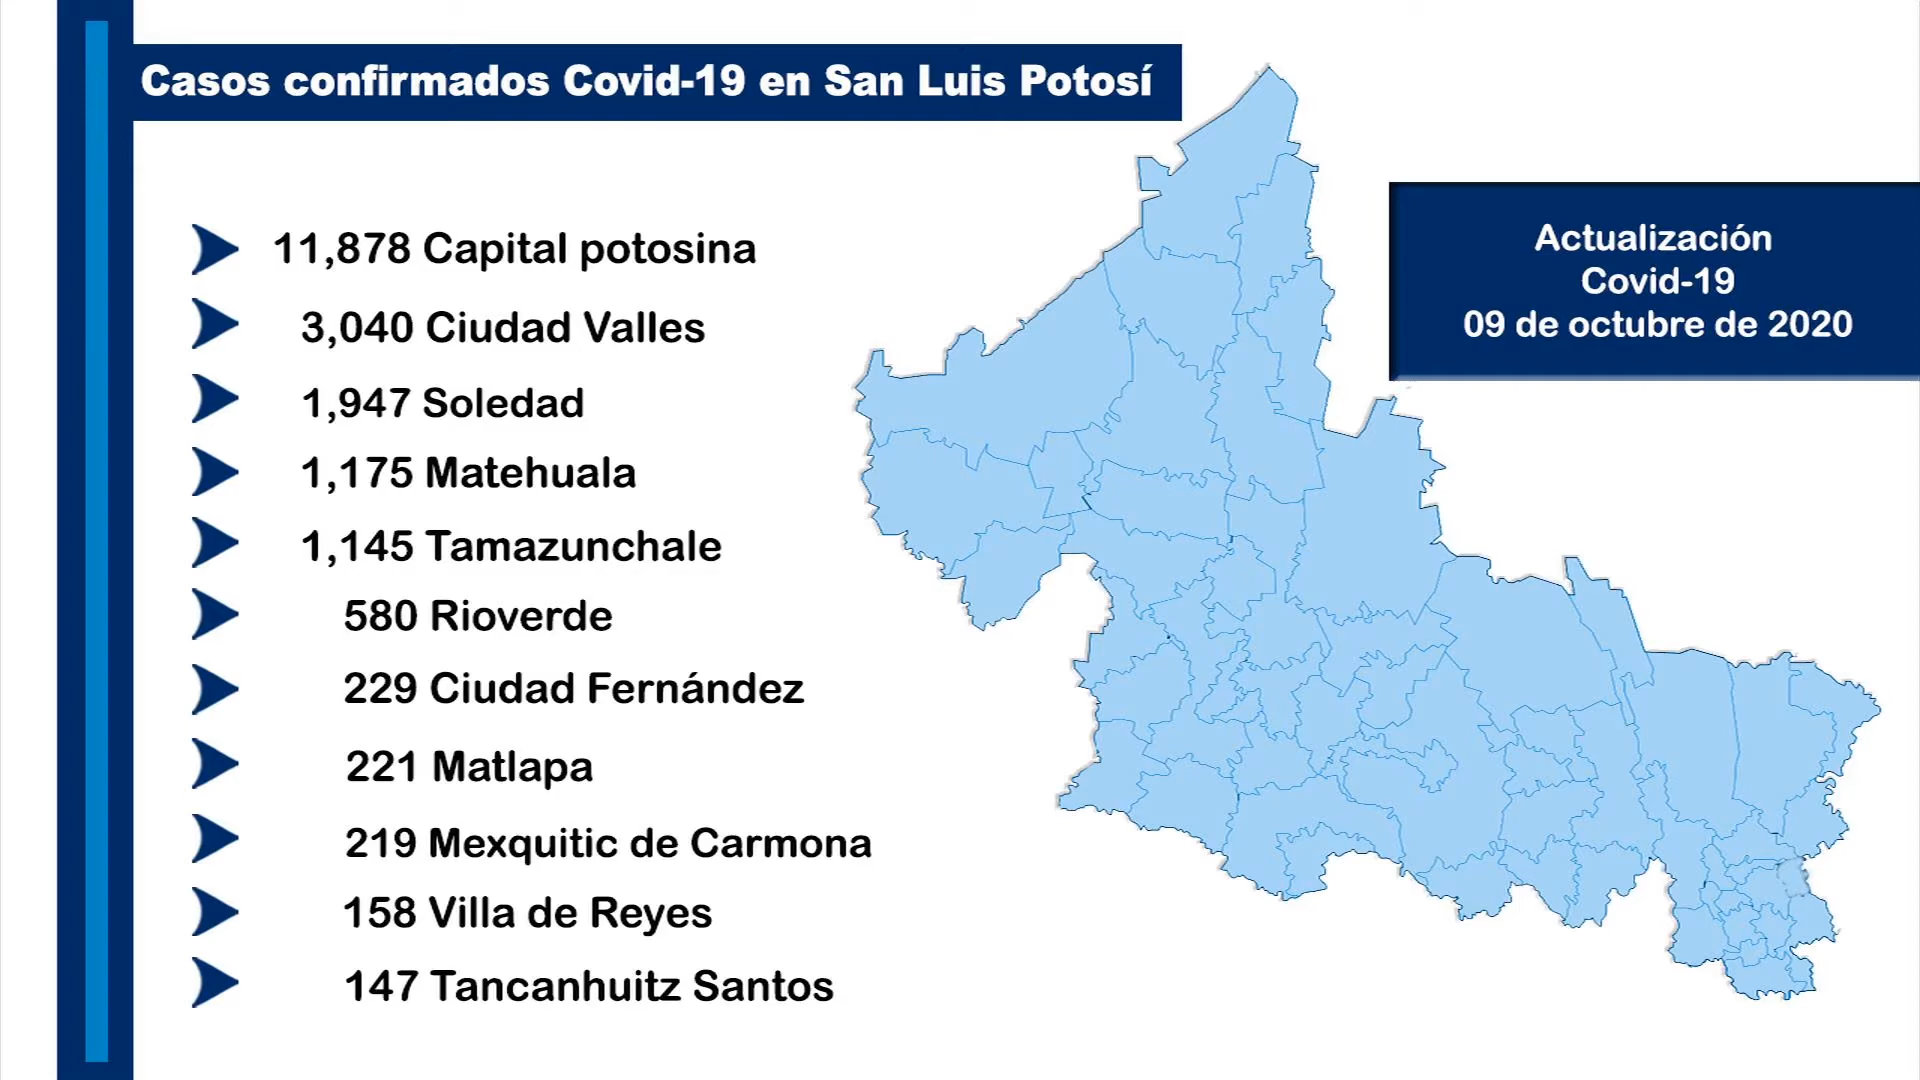 Casos confirmados Covid-19 en San Luis Potosí
Actualización
Covid-19
09 de octubre de 2020
11,878 Capital potosina
3,040 Ciudad Valles
1,947 Soledad
1,175 Matehuala
1,145 Tamazunchale
580 Rioverde
229 Ciudad Fernández
221 Matlapa
219 Mexquitic de Carmona
158 Villa de Reyes
147 Tancanhuitz Santos